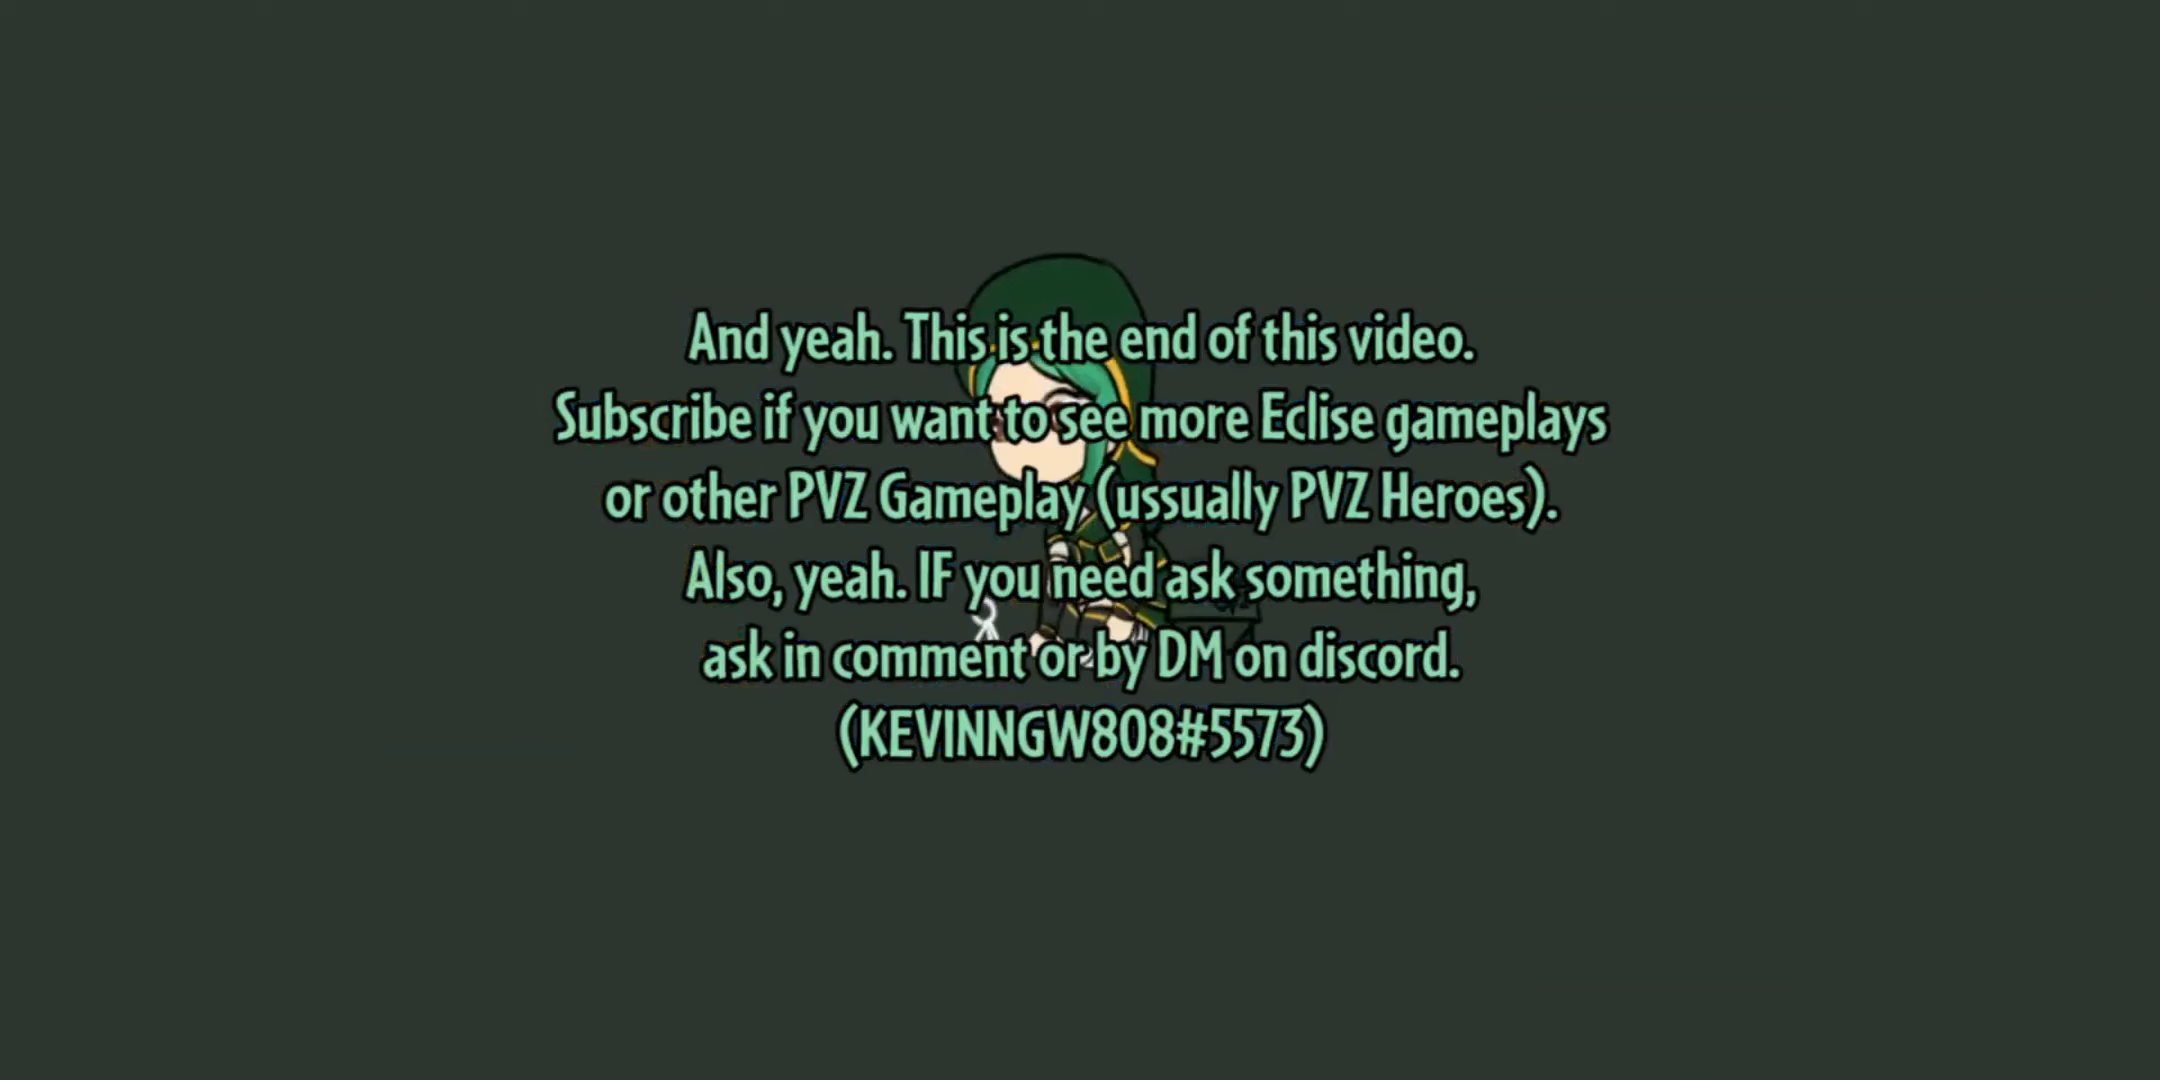 And yeah. This is the end of this video.
Subscribe if you want to see more Eclise gameplays
or other PVZ Gameplay (ussually PVZ Heroes).
Also, yeah. IF you need ask something,
ask in comment or by DM on discord.
(KEVINNGW808#5573)